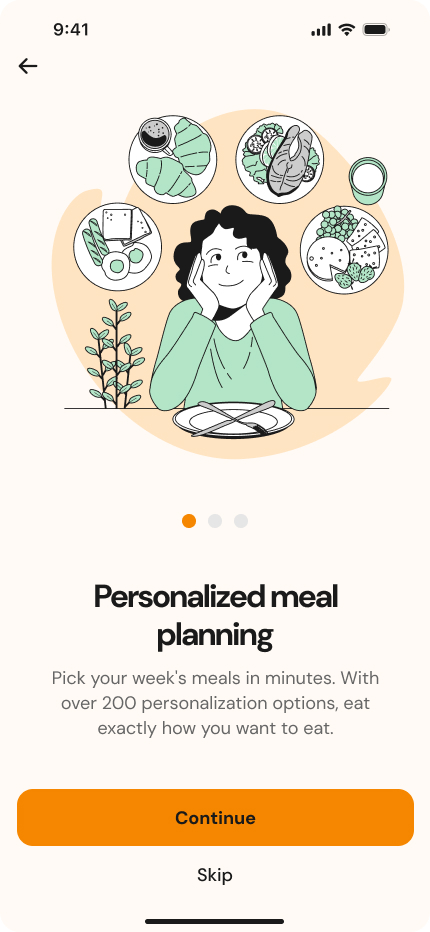 9:41
Personalized meal
planning
Pick your week's meals in minutes. With
over 200 personalization options, eat
exactly how you want to eat.
Continue
Skip